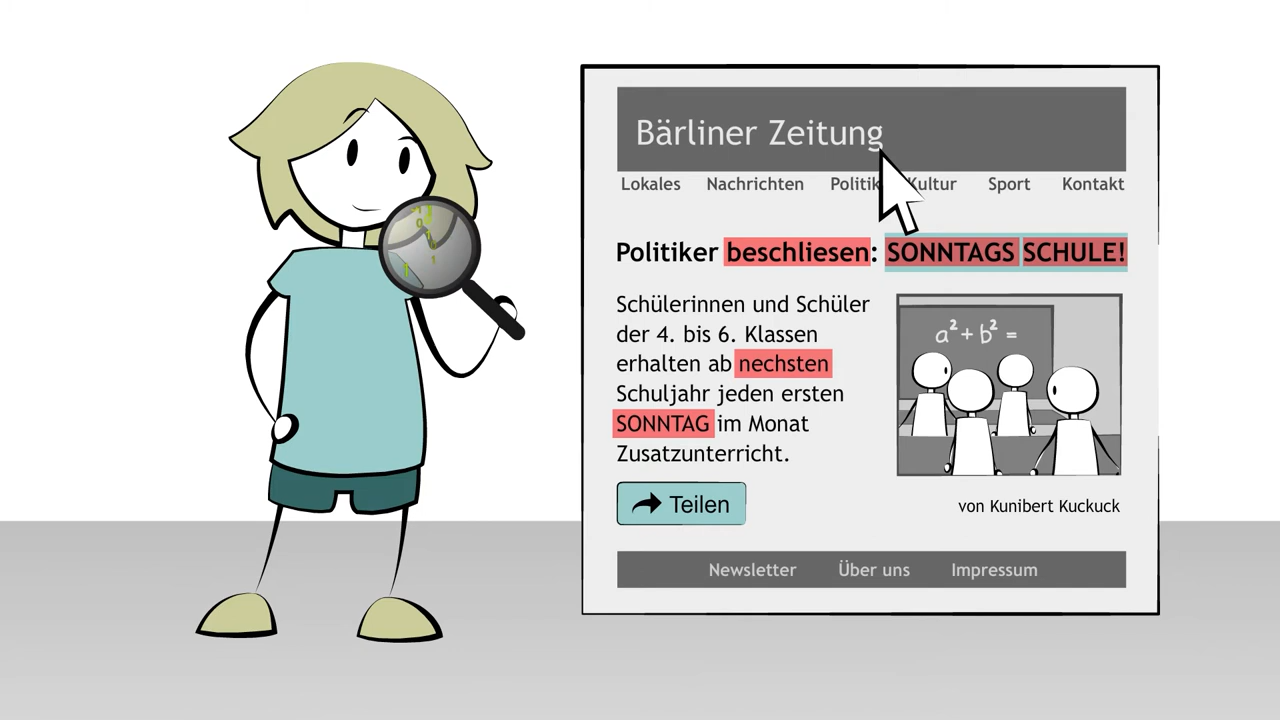 Bärliner Zeitung
Lokales Nachrichten Politik Kultur Sport Kontakt
Politiker beschliesen: SONNTAGS SCHULE!
Schülerinnen und Schüler
der 4. bis 6. Klassen
erhalten ab nechsten
Schuljahr jeden ersten
SONNTAG im Monat
Zusatzunterricht.
a² + b² =
Teilen
von Kunibert Kuckuck
Newsletter Über uns Impressum